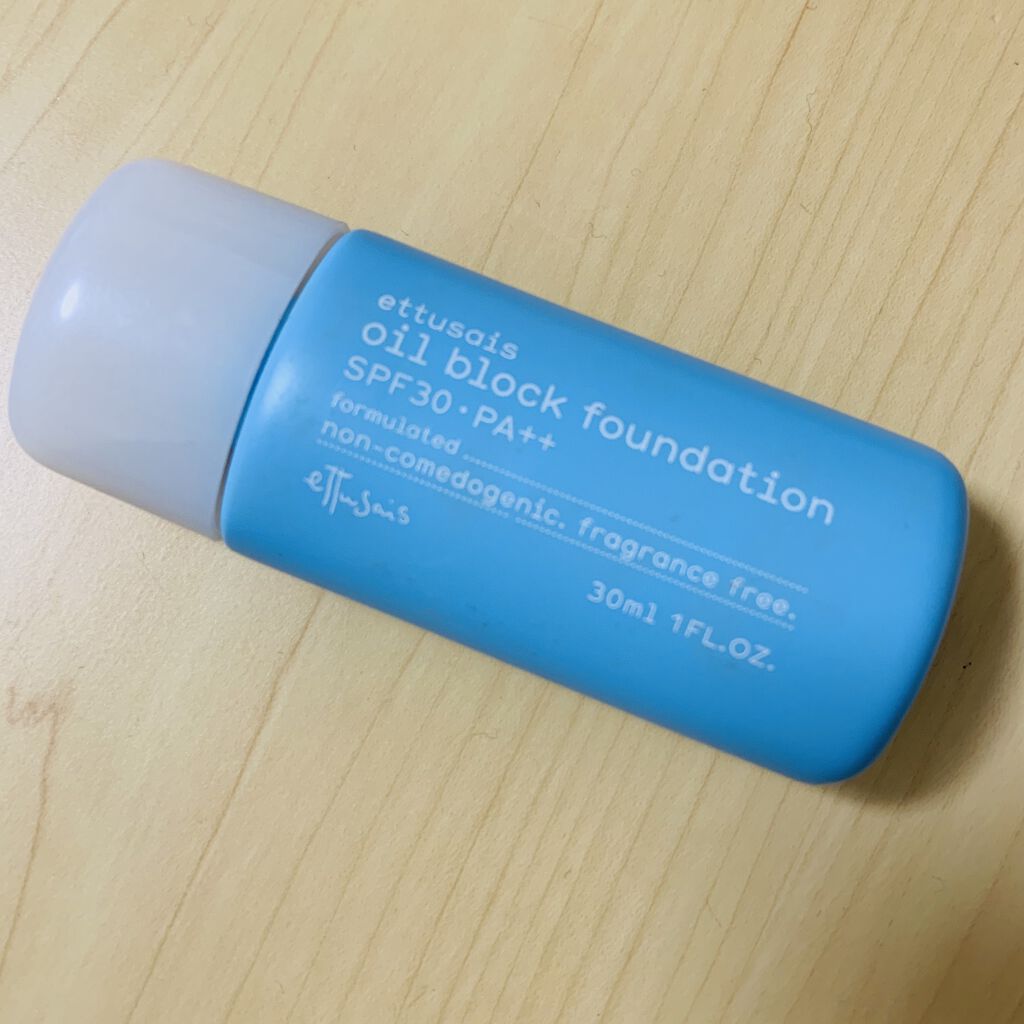 ettusais
oil block foundation
SPF30・PA++
formulated
non-comedogenic. fragrance free.
ettusais
30ml 1FL.OZ.